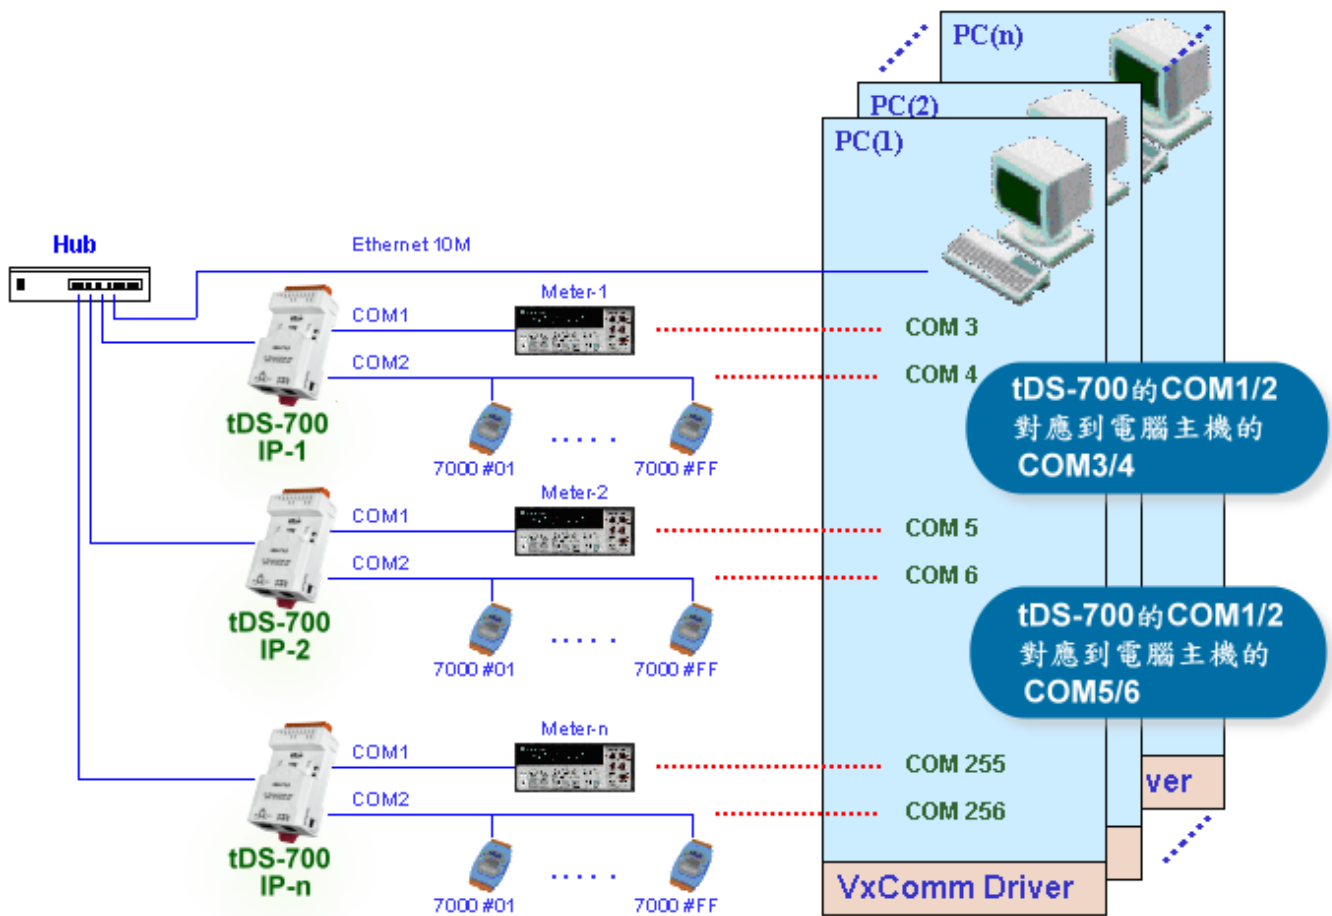 PC(n)
PC(2)
PC(1)
Hub
Ethernet 10M
Meter-1
COM1
COM 3
COM2
COM 4
tDS-700
IP-1
7000 #01
7000 #FF
tDS-700的COM1/2
對應到電腦主機的
COM3/4
Meter-2
COM1
COM 5
COM2
COM 6
tDS-700
IP-2
7000 #01
7000 #FF
tDS-700的COM1/2
對應到電腦主機的
COM5/6
Meter-n
COM1
COM 255
COM2
COM 256
tDS-700
IP-n
7000 #01
7000 #FF
ver
VxComm Driver